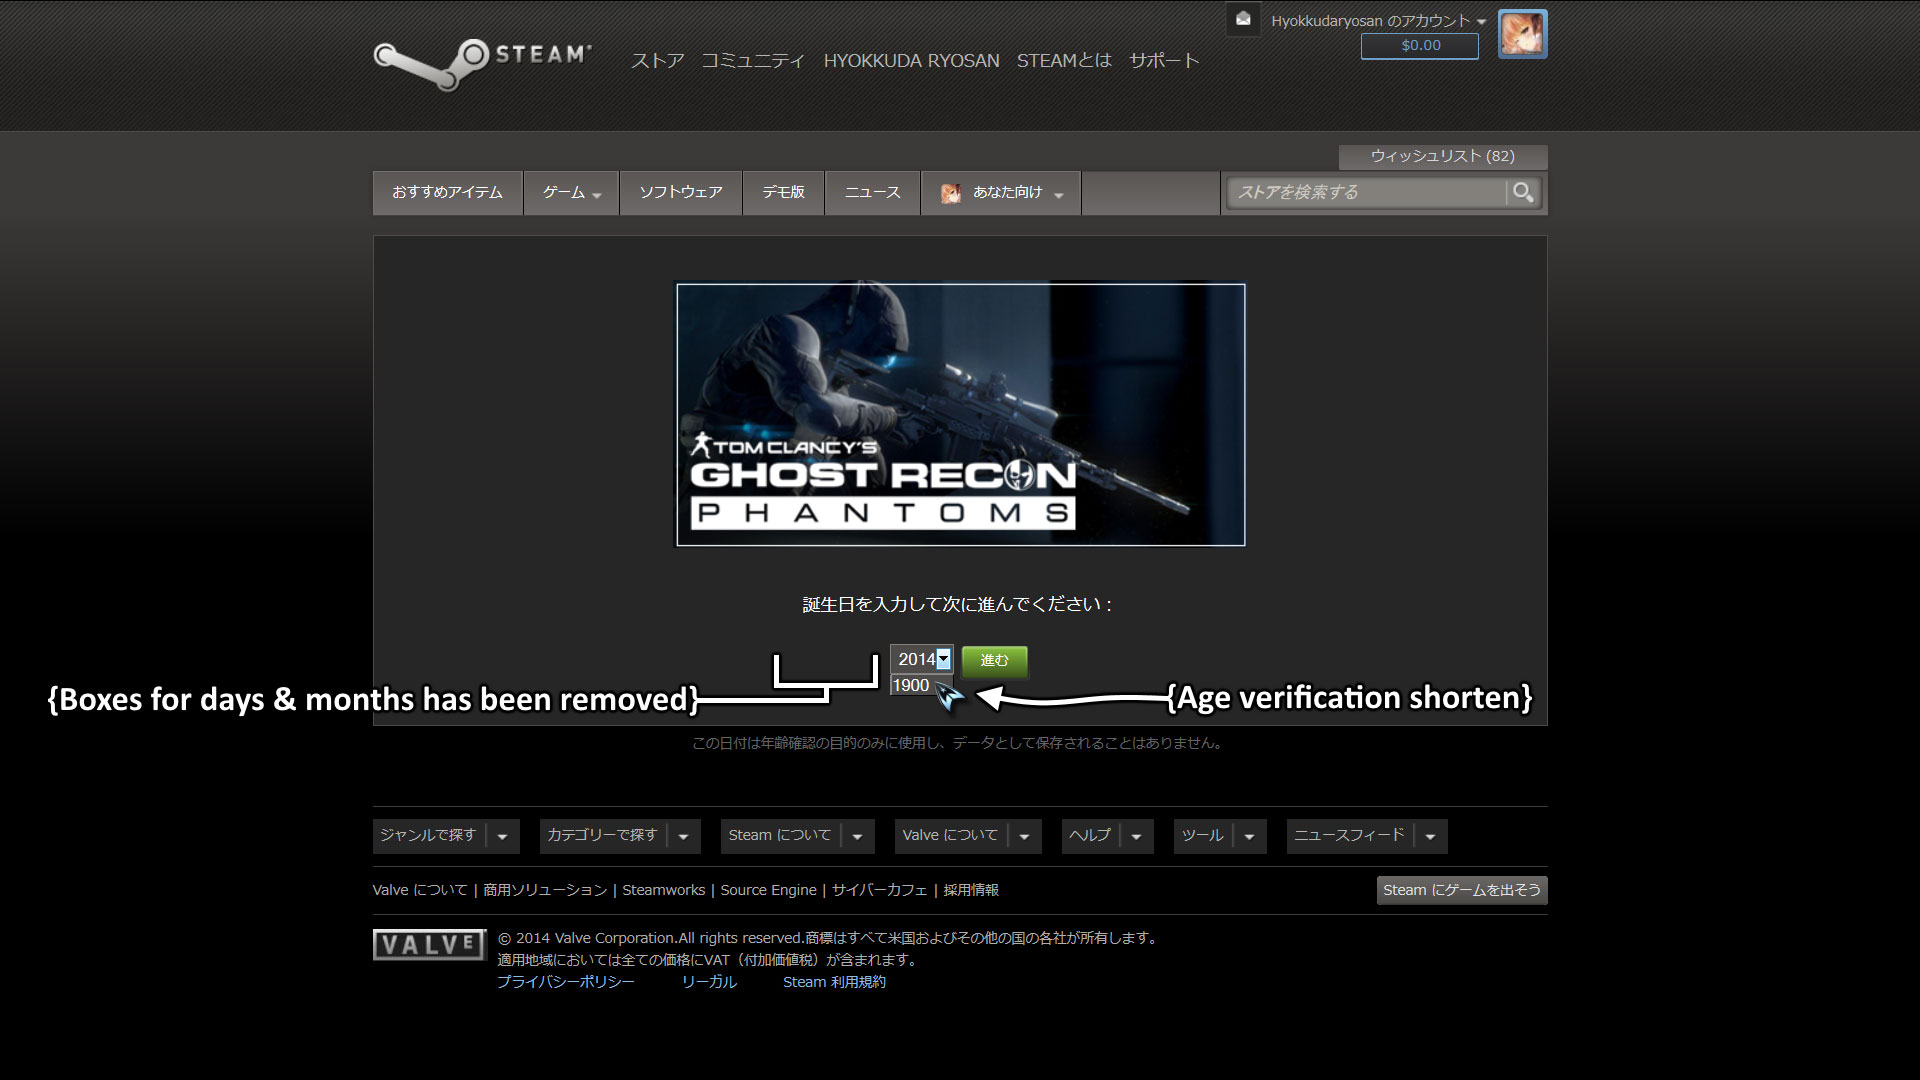 Hyokkudaryosan のアカウント
$0.00
STEAM
ストア コミュニティ HYOKKUDA RYOSAN STEAMとは サポート
ウィッシュリスト (82)
おすすめアイテム ゲーム ソフトウェア デモ版 ニュース あなた向け ストアを検索する
TOM CLANCY'S
GHOST RECON
PHANTOMS
誕生日を入力して次に進んでください :
2014 進む
1900
{Boxes for days & months has been removed} {Age verification shorten}
この日付は年齢確認の目的のみに使用し、データとして保存されることはありません。
ジャンルで探す カテゴリーで探す Steam について Valve について ヘルプ ツール ニュースフィード
Valve について | 商用ソリューション | Steamworks | Source Engine | サイバーカフェ | 採用情報 Steam にゲームを出そう
VALVE © 2014 Valve Corporation.All rights reserved.商標はすべて米国およびその他の国の各社が所有します。
適用地域においては全ての価格にVAT（付加価値税）が含まれます。
プライバシーポリシー リーガル Steam 利用規約